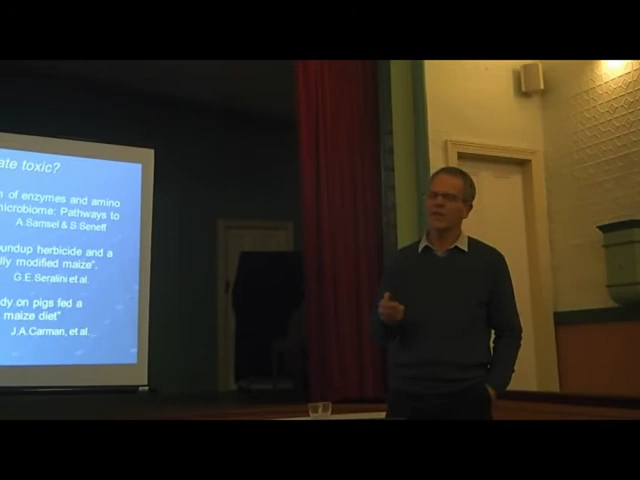 ate toxic?
n of enzymes and amino
microbiome: Pathways to
A.Samsel & S.Seneff
undup herbicide and a
lly modified maize".
G.E.Seralini et al.
dy on pigs fed a
maize diet"
J.A.Carman, et al.